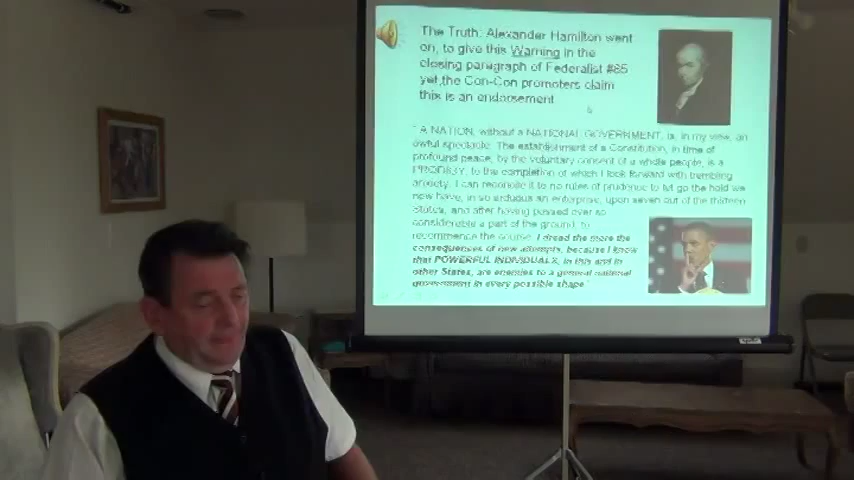 The Truth: Alexander Hamilton went
on, to give this Warning in the
closing paragraph of Federalist #85
yet,the Con-Con promoters claim
this is an endorsement
" A NATION, without a NATIONAL GOVERNMENT, is, in my view, an
awful spectacle. The establishment of a Constitution, in time of
profound peace, by the voluntary consent of a whole people, is a
PRODIGY, to the completion of which I look forward with trembling
anxiety. I can reconcile it to no rules of prudence to let go the hold we
now have, in so arduous an enterprise, upon seven out of the thirteen
States, and after having passed over so
considerable a part of the ground, to
recommence the course. I dread the more the
consequences of new attempts, because I know
that POWERFUL INDIVIDUALS, in this and in
other States, are enemies to a general national
government in every possible shape"